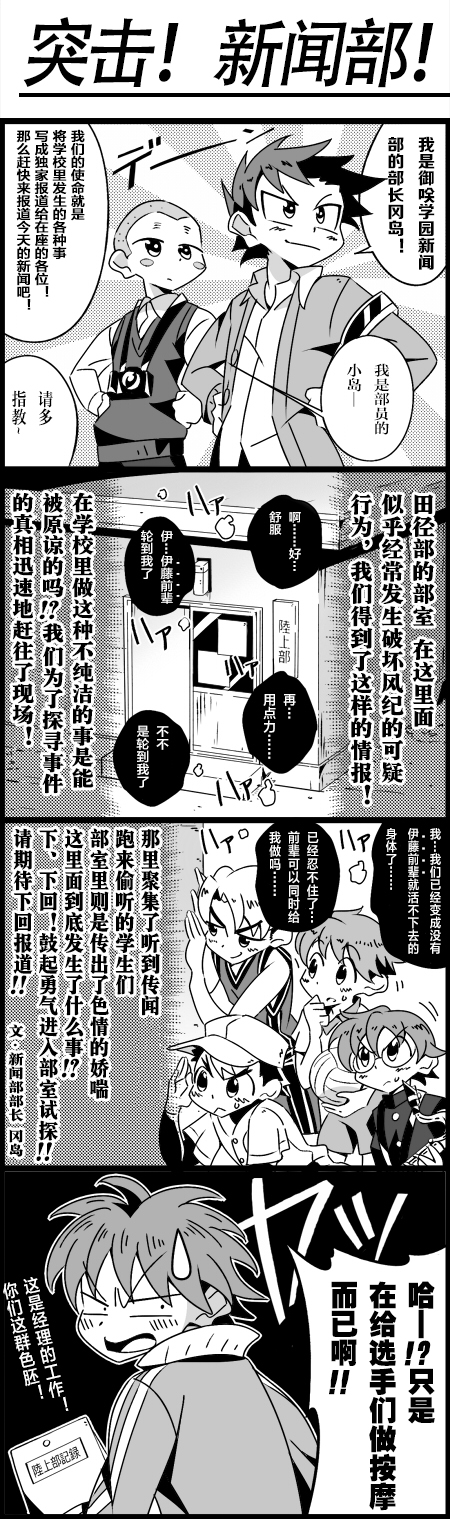 突击！新闻部！
我是御咲学园新闻
部的部长冈岛！
我们的使命就是
将学校里发生的各种事
写成独家报道给在座的各位！
那么赶快来报道今天的新闻吧！
デーン
我是部员的
小岛—
请多
指教~
田径部的部室 在这里面
似乎经常发生破坏风纪的可疑
行为，我们得到了这样的情报！
啊……好…
舒服
ハァ
伊…伊藤前辈
轮到我了
ハァ
陸上部
再…
用点力……
不不
是轮到我了
ハァ
ハァ
在学校里做这种不纯洁的事是能
被原谅的吗!？我们为了探寻事件
的真相迅速地赶往了现场！
我…我们已经变成没有
伊藤前辈就活不下去的
身体了……
已经忍不住了…
前辈可以同时给
我做吗……
ハァ
ハァ
那里聚集了听到传闻
跑来偷听的学生们
部室里则是传出了色情的娇喘
这里面到底发生了什么事!？
下、下回！鼓起勇气进入部室试探!!
请期待下回报道!!
文·新闻部部长 冈岛
哈—!？只是
在给选手们做按摩
而已啊!!
这是经理的工作！
你们这群色胚！
陸上部記録